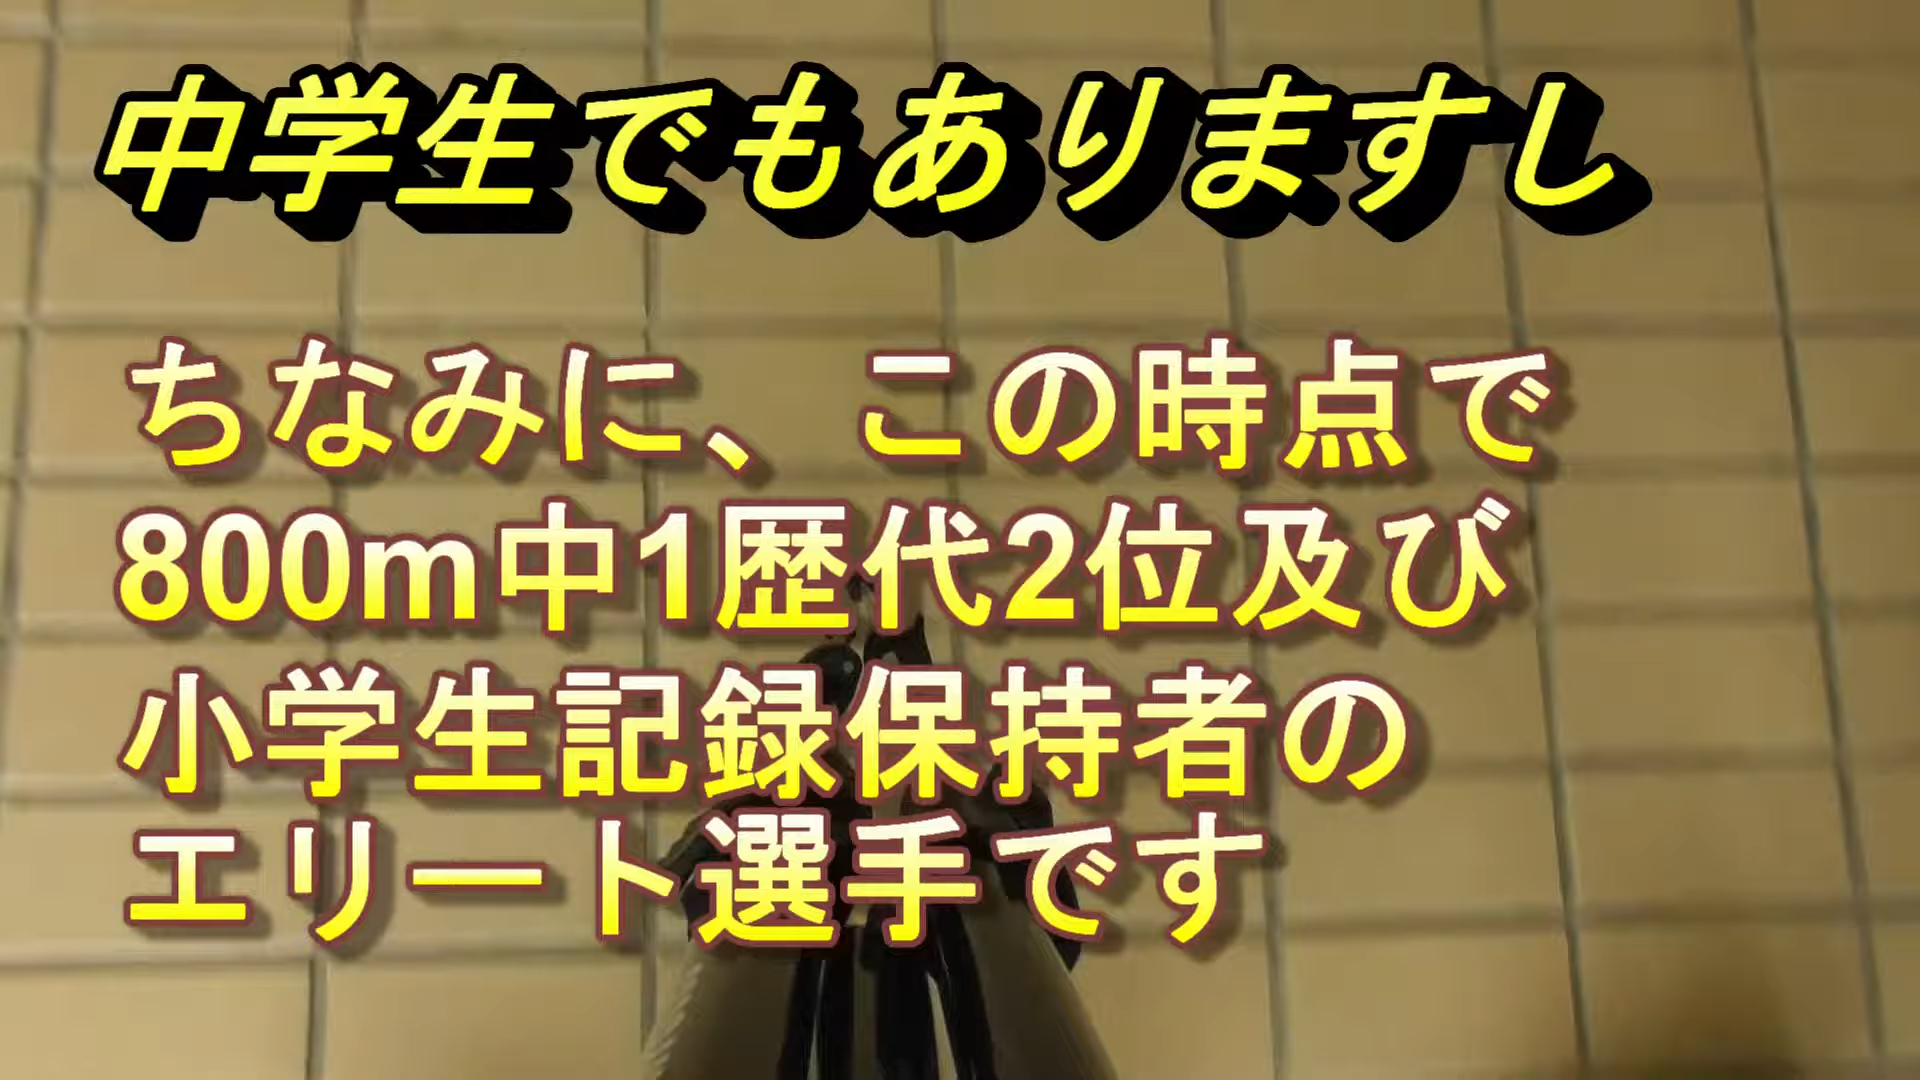 中学生でもありますし
ちなみに、この時点で
800m中1歴代2位及び
小学生記録保持者の
エリート選手です